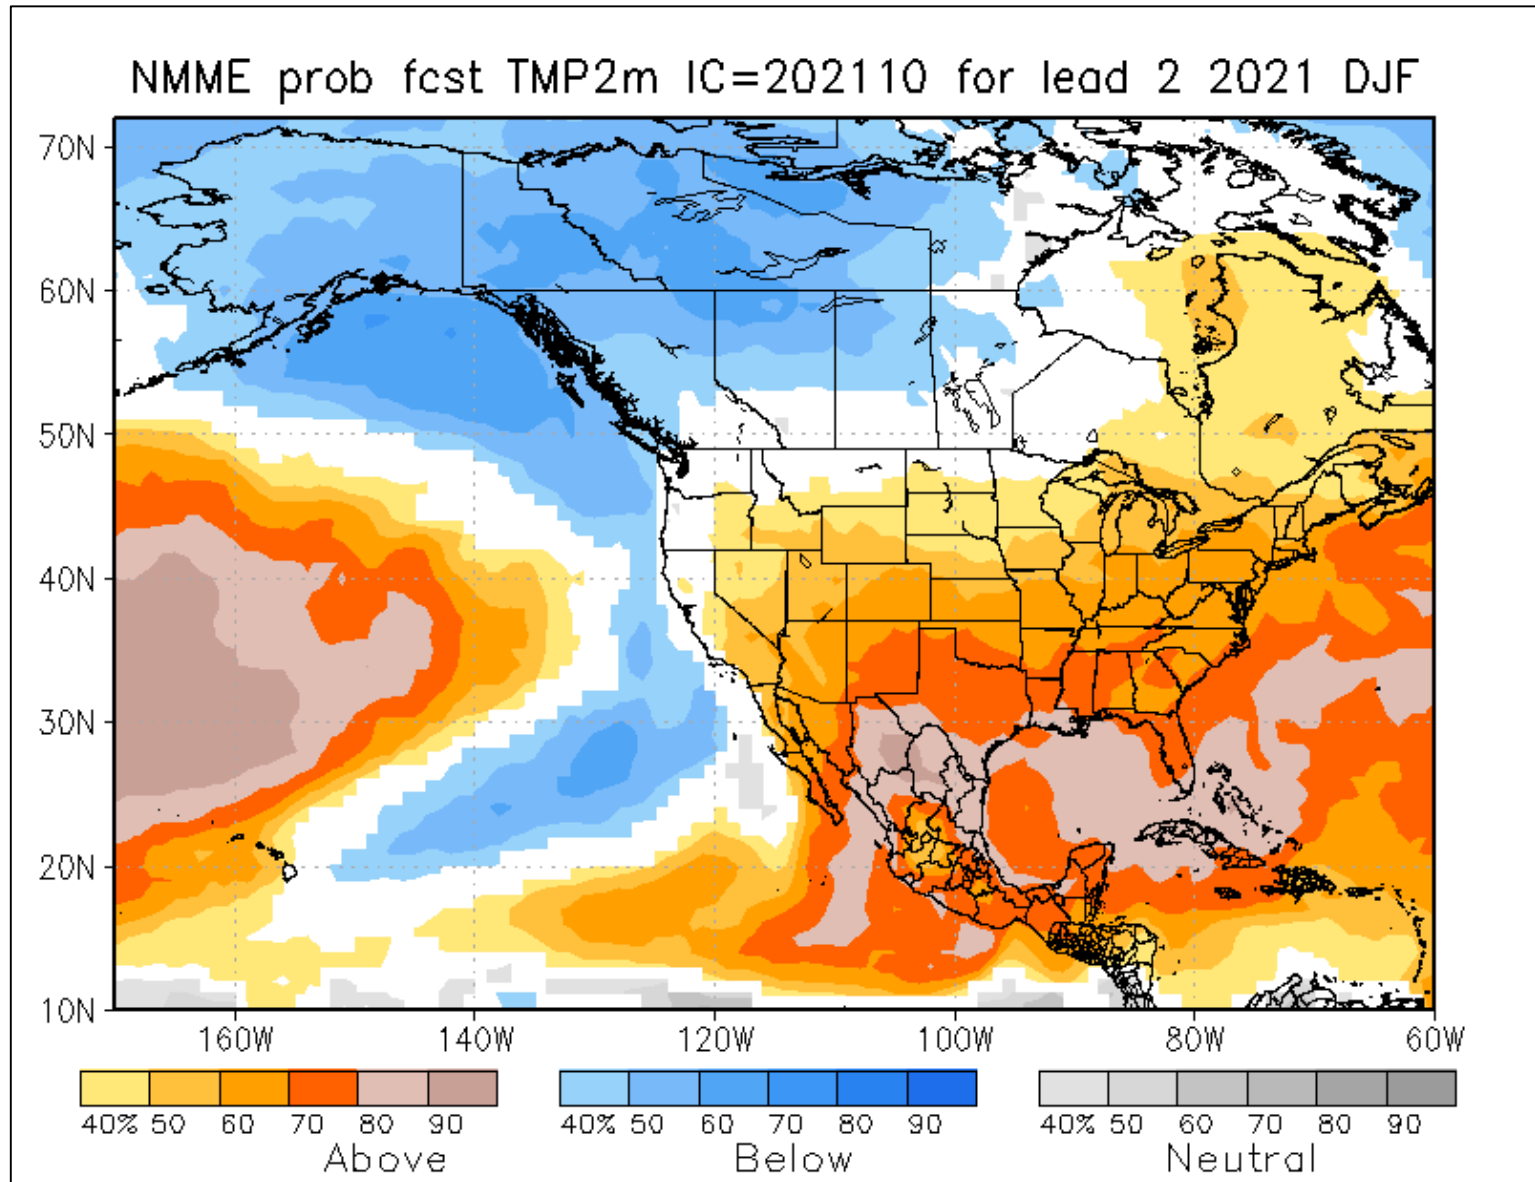 NMME prob fcst TMP2m IC=202110 for lead 2 2021 DJF
70N
60N
50N
40N
30N
20N
10N
160W 140W 120W 100W 80W 60W
40% 50 60 70 80 90 40% 50 60 70 80 90 40% 50 60 70 80 90
Above Below Neutral